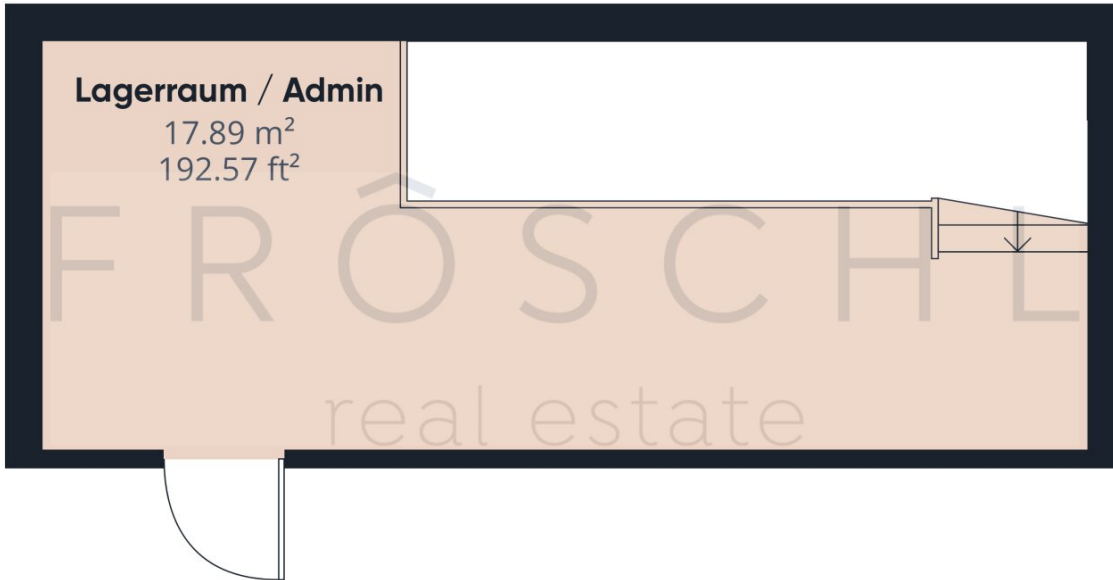 Lagerraum / Admin
17.89 m²
192.57 ft²
FRÔSCHL
real estate